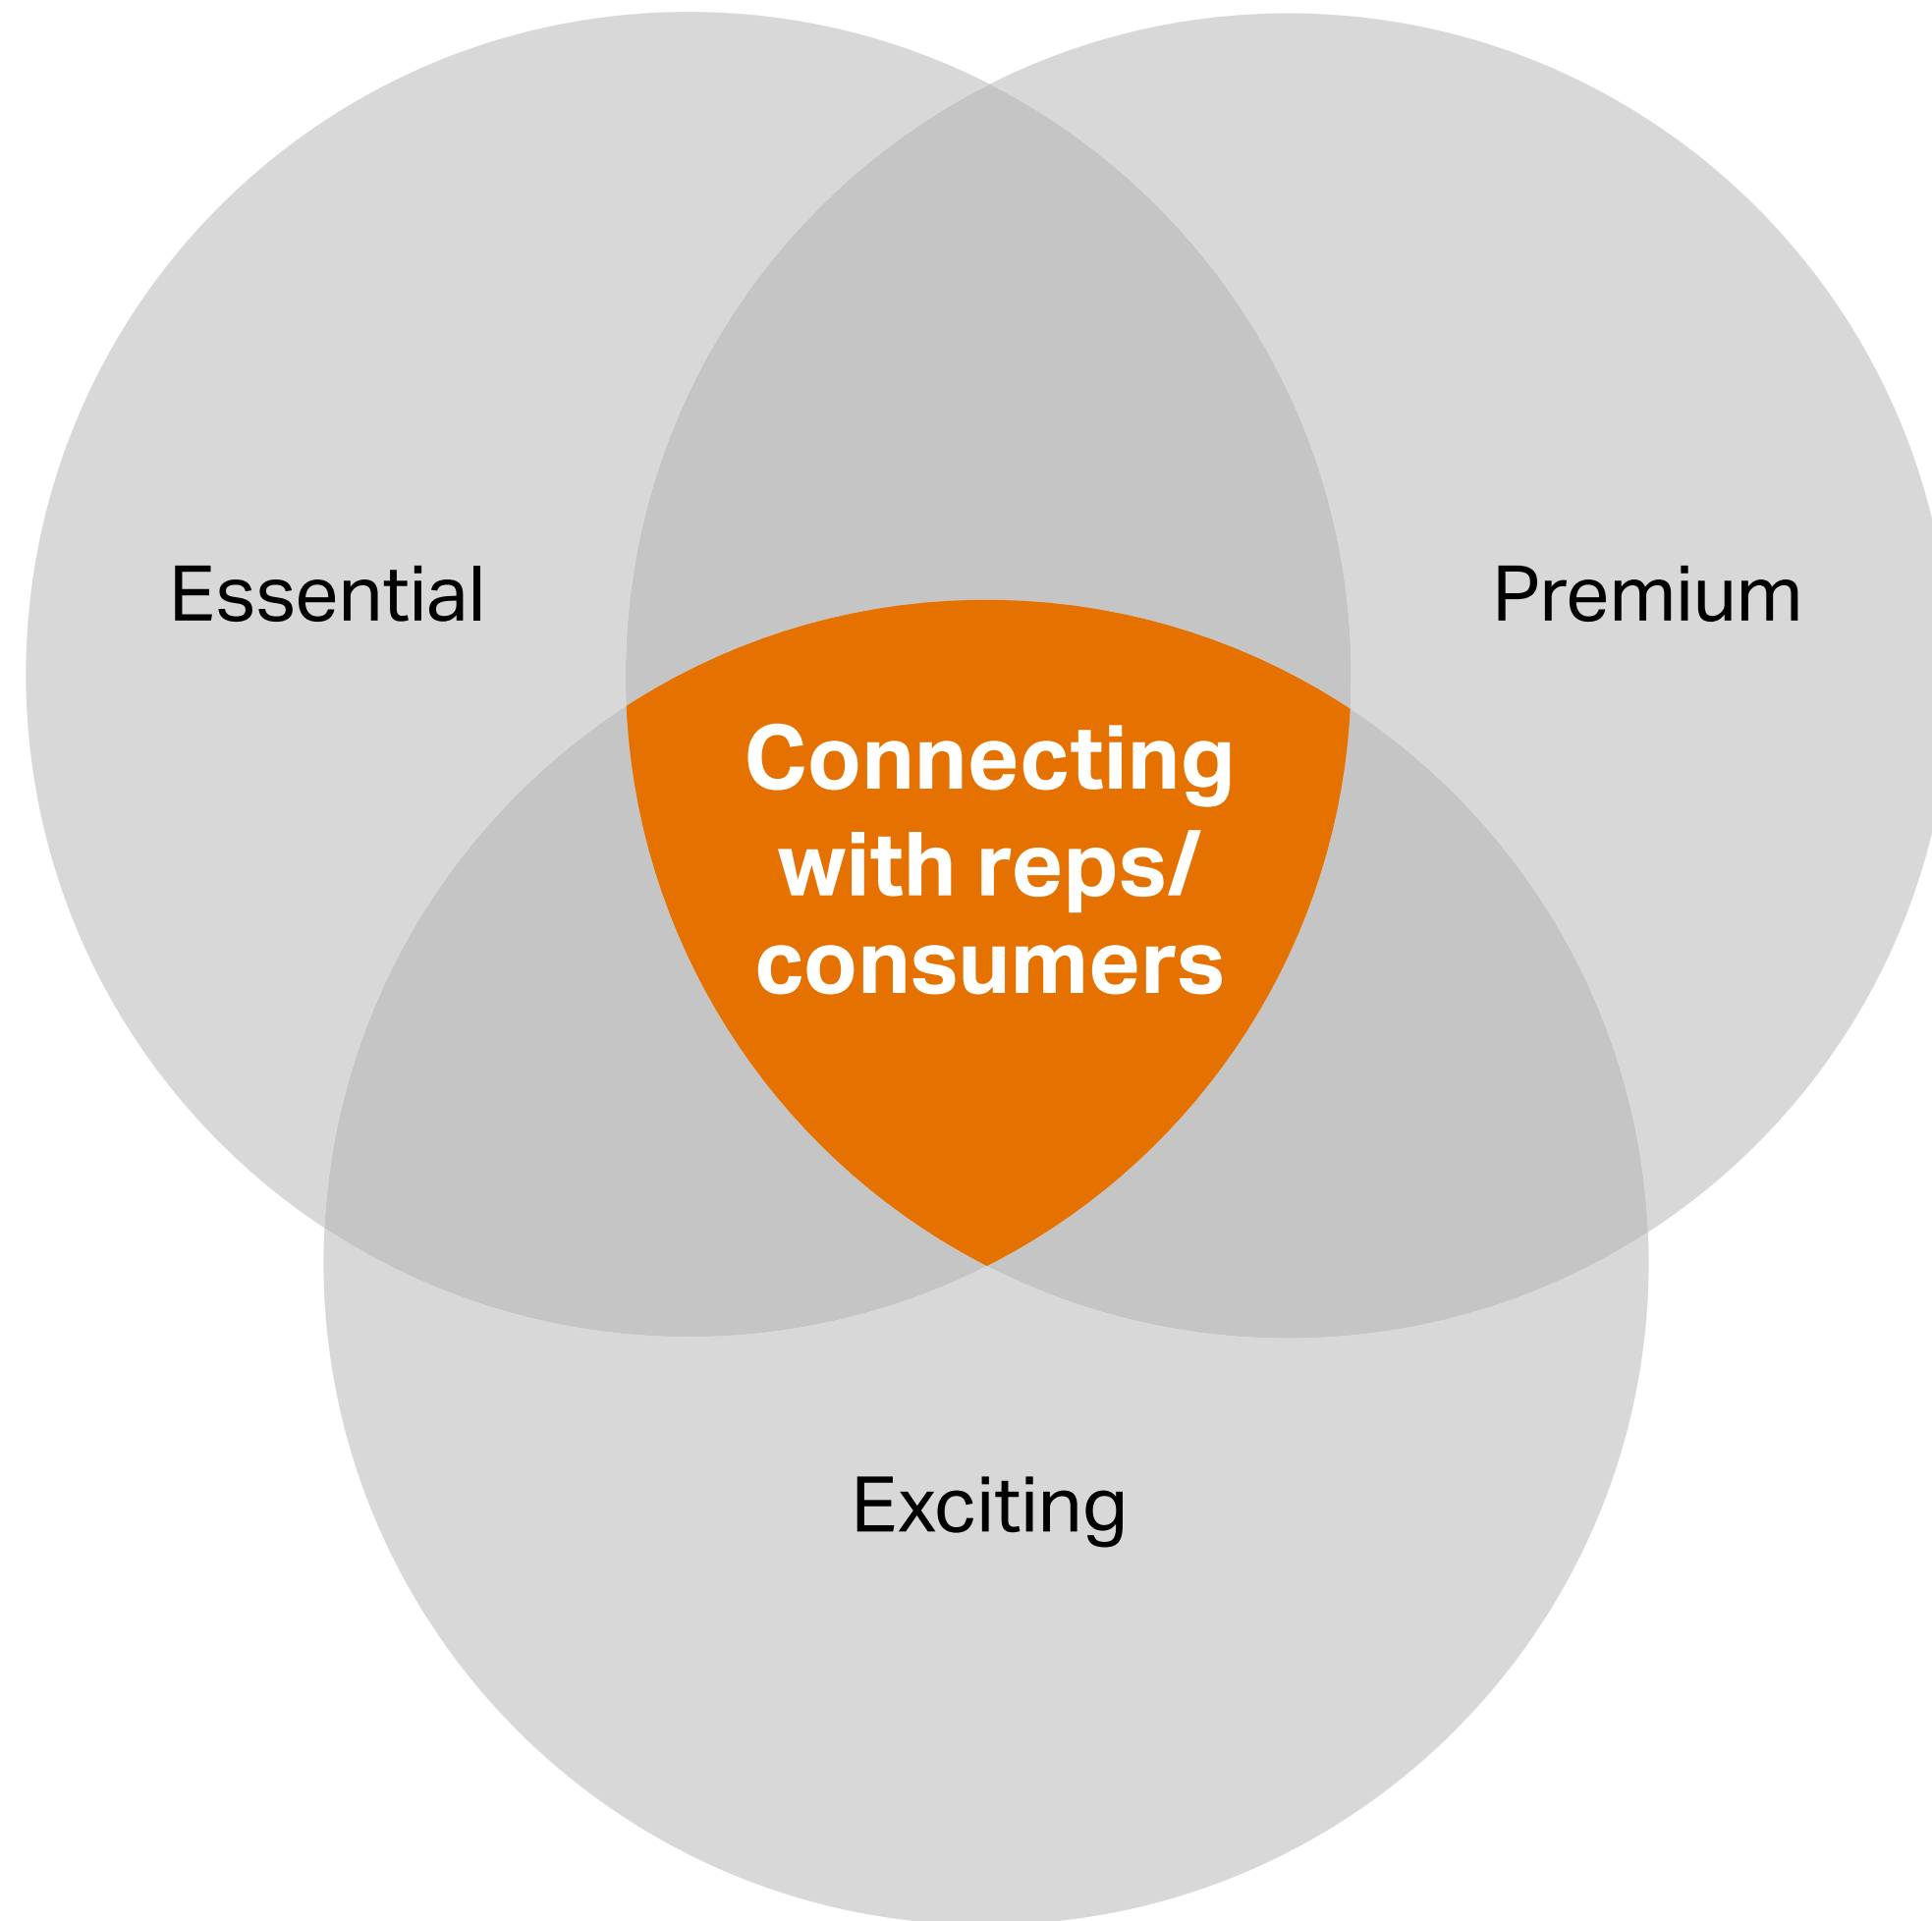 Essential
Premium
Connecting
with reps/
consumers
Exciting